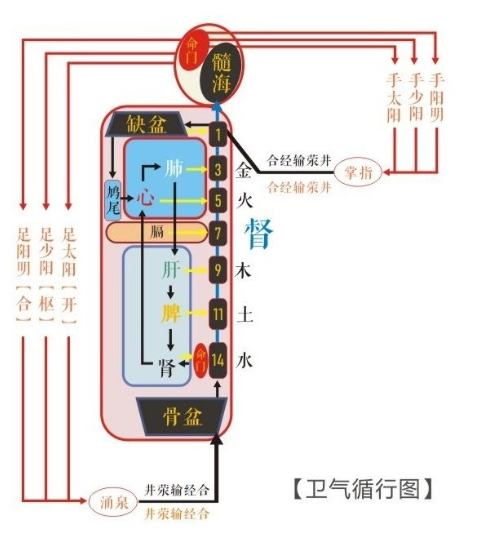 命门
髓海
手阳明
手少阳
手太阳
缺盆
1
合经输荥井
合经输荥井
掌指
肺
3
金
鸠尾
心
5
火
膈
7
督
足太阳【开】
足少阳【枢】
足阳明【合】
肝
9
木
脾
11
土
肾
命门
14
水
骨盆
井荥输经合
井荥输经合
涌泉
【卫气循行图】